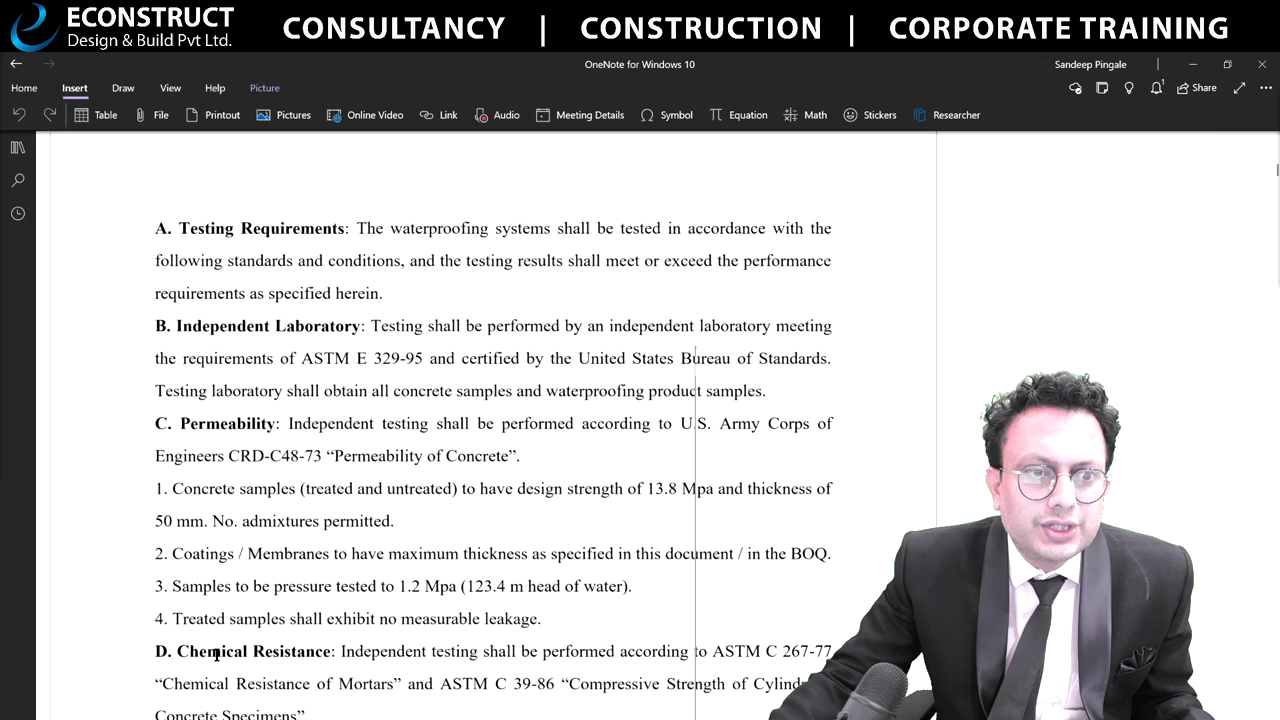 ECONSTRUCT
Design & Build Pvt Ltd.
CONSULTANCY | CONSTRUCTION | CORPORATE TRAINING
OneNote for Windows 10
Sandeep Pingale
Home Insert Draw View Help Picture
1 Share
Table File Printout Pictures Online Video Link Audio Meeting Details Symbol Equation Math Stickers Researcher
A. Testing Requirements: The waterproofing systems shall be tested in accordance with the
following standards and conditions, and the testing results shall meet or exceed the performance
requirements as specified herein.
B. Independent Laboratory: Testing shall be performed by an independent laboratory meeting
the requirements of ASTM E 329-95 and certified by the United States Bureau of Standards.
Testing laboratory shall obtain all concrete samples and waterproofing product samples.
C. Permeability: Independent testing shall be performed according to U.S. Army Corps of
Engineers CRD-C48-73 “Permeability of Concrete”.
1. Concrete samples (treated and untreated) to have design strength of 13.8 Mpa and thickness of
50 mm. No. admixtures permitted.
2. Coatings / Membranes to have maximum thickness as specified in this document / in the BOQ.
3. Samples to be pressure tested to 1.2 Mpa (123.4 m head of water).
4. Treated samples shall exhibit no measurable leakage.
D. Chemical Resistance: Independent testing shall be performed according to ASTM C 267-77
“Chemical Resistance of Mortars” and ASTM C 39-86 “Compressive Strength of
Concrete Specimens”